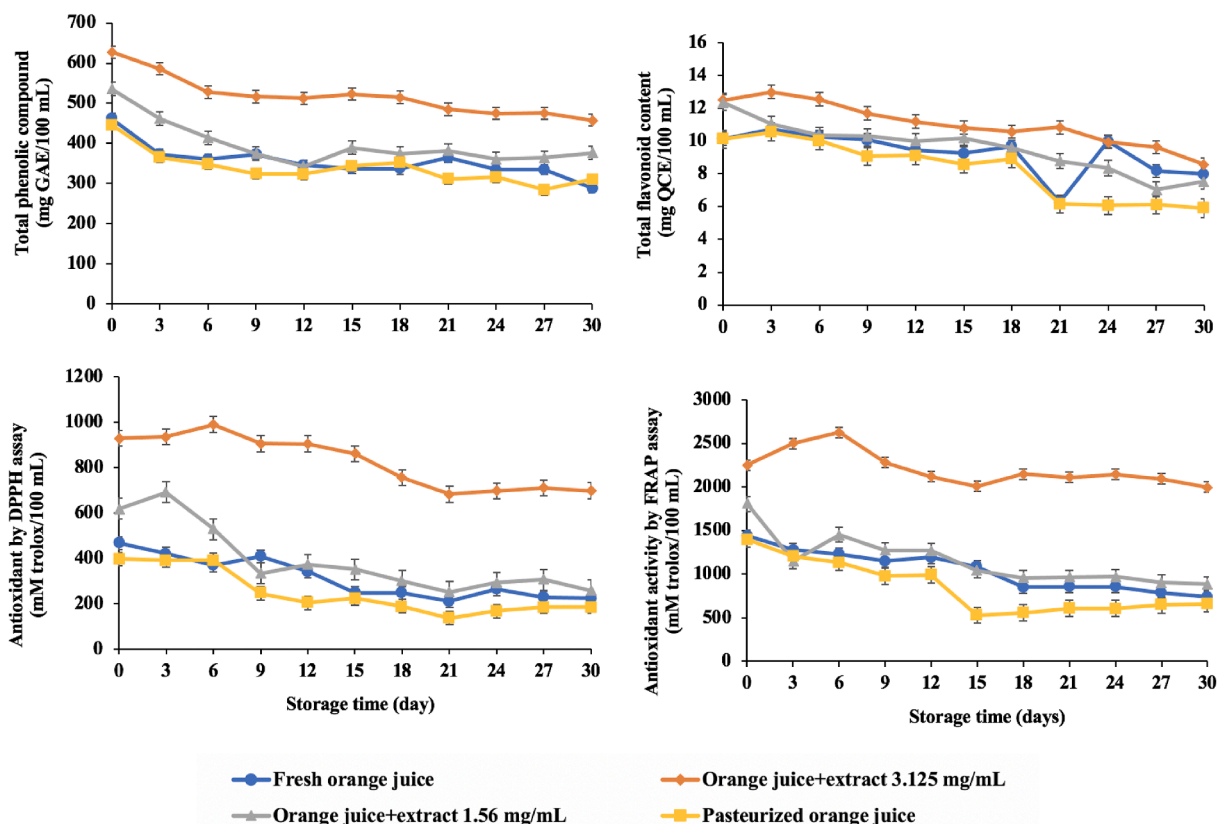 Total phenolic compound
(mg GAE/100 mL)
700
600
500
400
300
200
100
0
0 3 6 9 12 15 18 21 24 27 30
Total flavonoid content
(mg QCE/100 mL)
16
14
12
10
8
6
4
2
0
0 3 6 9 12 15 18 21 24 27 30
Antioxidant by DPPH assay
(mM trolox/100 mL)
1200
1000
800
600
400
200
0
0 3 6 9 12 15 18 21 24 27 30
Storage time (day)
Antioxidant activity by FRAP assay
(mM trolox/100 mL)
3000
2500
2000
1500
1000
500
0
0 3 6 9 12 15 18 21 24 27 30
Storage time (days)
Fresh orange juice
Orange juice+extract 3.125 mg/mL
Orange juice+extract 1.56 mg/mL
Pasteurized orange juice